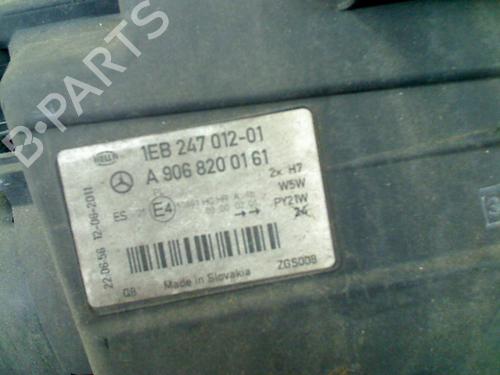 B-PARTS
HELLA
1EB 247 012-01
A 906 820 01 61
2x H7
W5W
PY21W
24
ES
E4
→→
22:06:56 12-06-2011
GB
Made in Slovakia
ZGS008